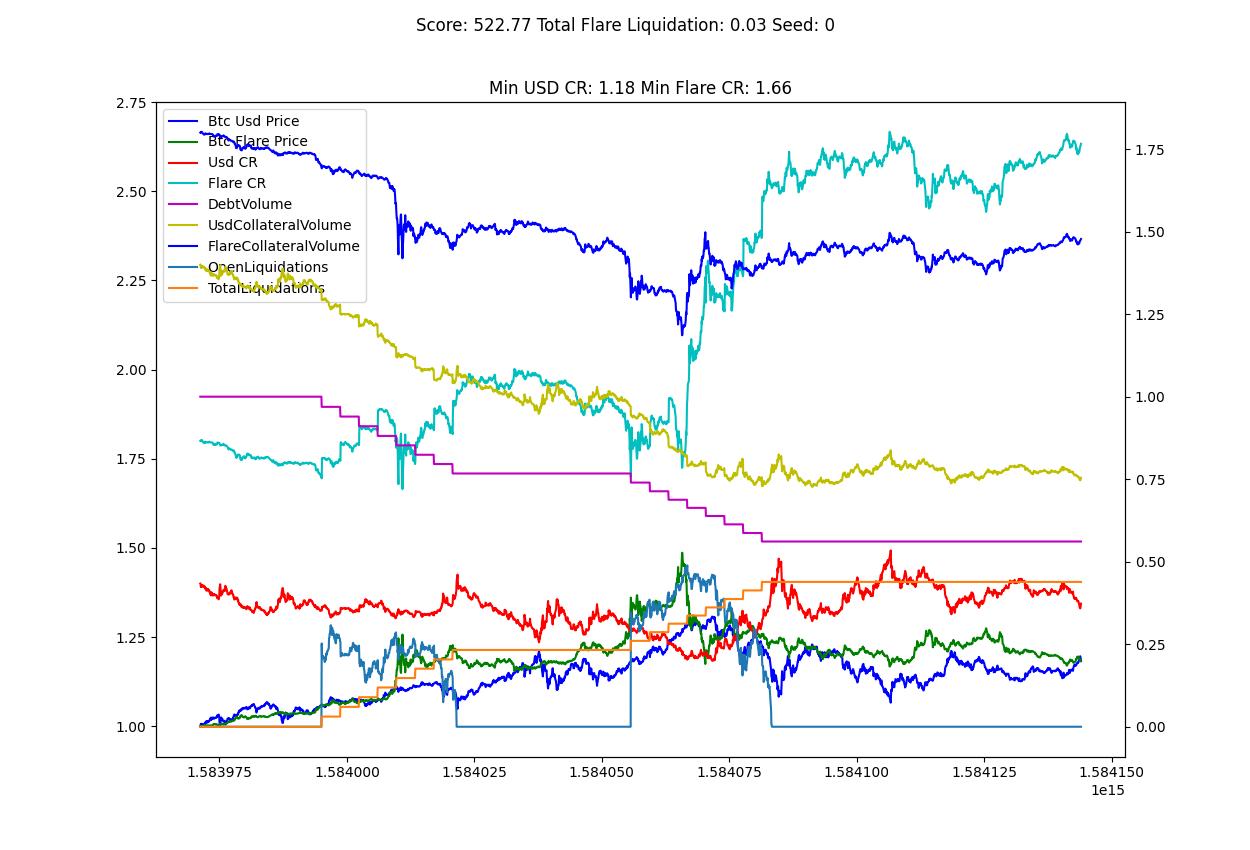 Score: 522.77 Total Flare Liquidation: 0.03 Seed: 0
Min USD CR: 1.18 Min Flare CR: 1.66
2.75
2.50
2.25
2.00
1.75
1.50
1.25
1.00
Btc Usd Price
Btc Flare Price
Usd CR
Flare CR
DebtVolume
UsdCollateralVolume
FlareCollateralVolume
OpenLiquidations
TotalLiquidations
1.75
1.50
1.25
1.00
0.75
0.50
0.25
0.00
1.583975 1.584000 1.584025 1.584050 1.584075 1.584100 1.584125 1.584150
1e15